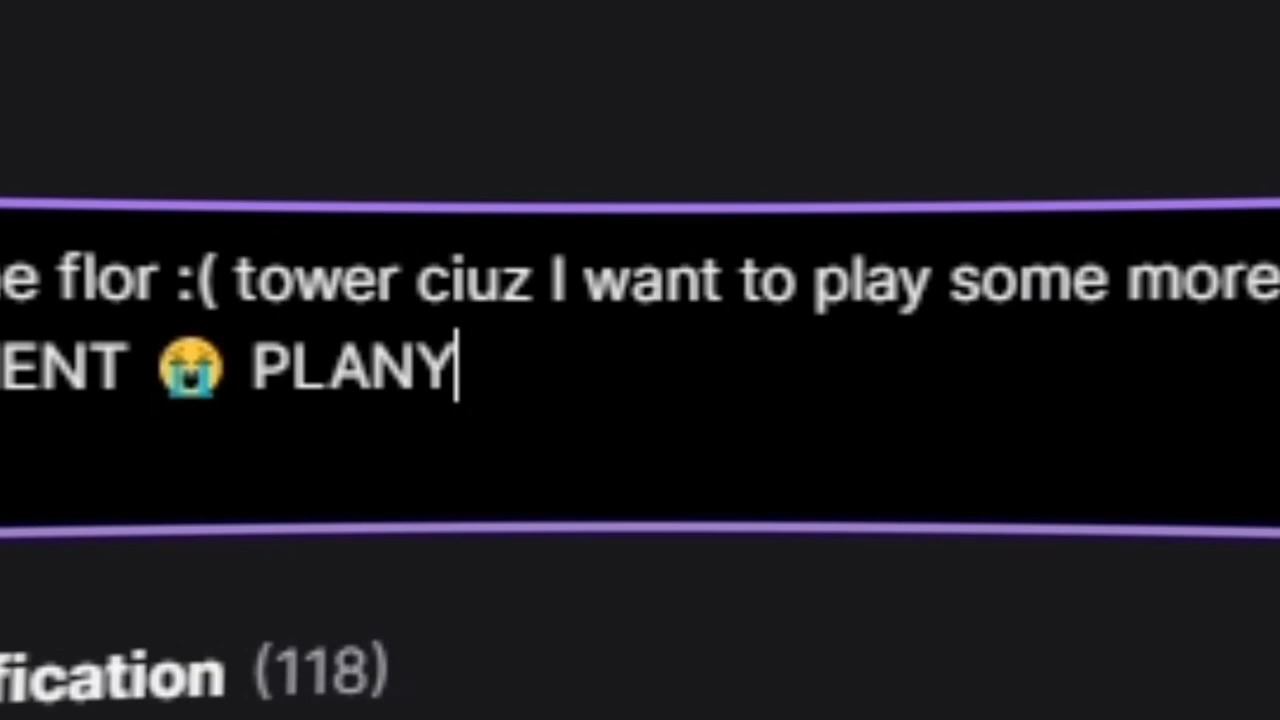 e flor :( tower ciuz I want to play some more
ENT 😭 PLANY
fication (118)